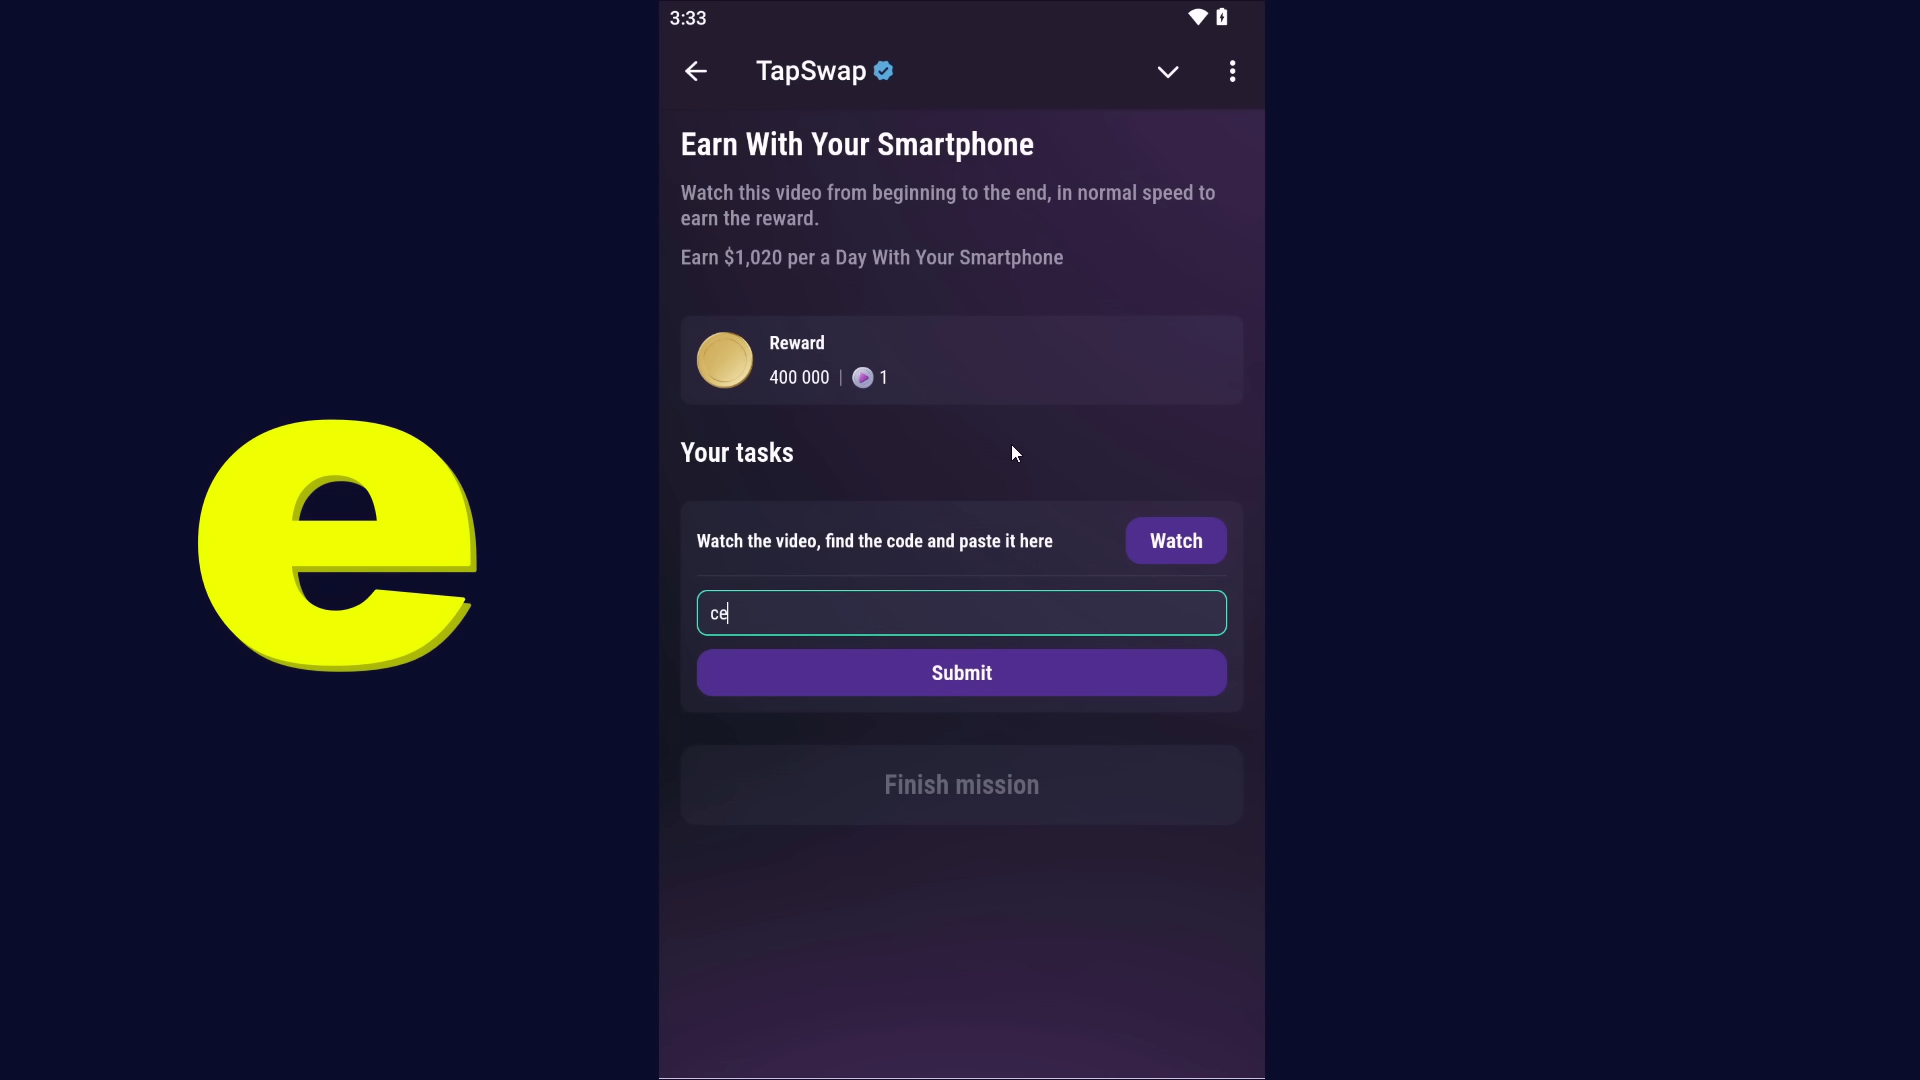 3:33
TapSwap
Earn With Your Smartphone
Watch this video from beginning to the end, in normal speed to
earn the reward.
Earn $1,020 per a Day With Your Smartphone
Reward
400 000 | 1
Your tasks
e
Watch the video, find the code and paste it here
Watch
ce
Submit
Finish mission